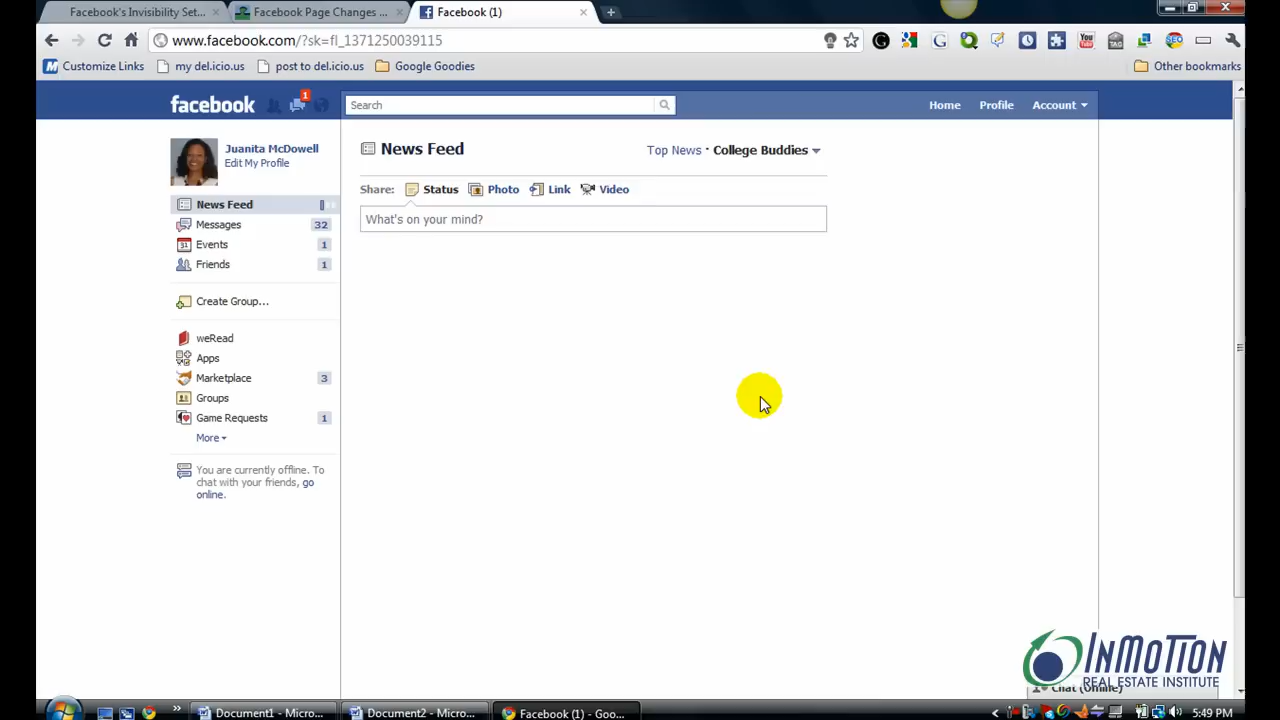 Facebook's Invisibility Set... Facebook Page Changes ... Facebook (1)
www.facebook.com/?sk=fl_1371250039115
Customize Links my del.icio.us post to del.icio.us Google Goodies Other bookmarks
facebook 1 Search Home Profile Account
Juanita McDowell
Edit My Profile
News Feed
Messages 32
Events 1
Friends 1
Create Group...
weRead
Apps
Marketplace 3
Groups
Game Requests 1
More
You are currently offline. To
chat with your friends, go
online.
News Feed Top News · College Buddies
Share: Status Photo Link Video
What's on your mind?
INMOTION
REAL ESTATE INSTITUTE
Chat (Online)
Document1 - Micro... Document2 - Micros... Facebook (1) - Goo... 5:49 PM